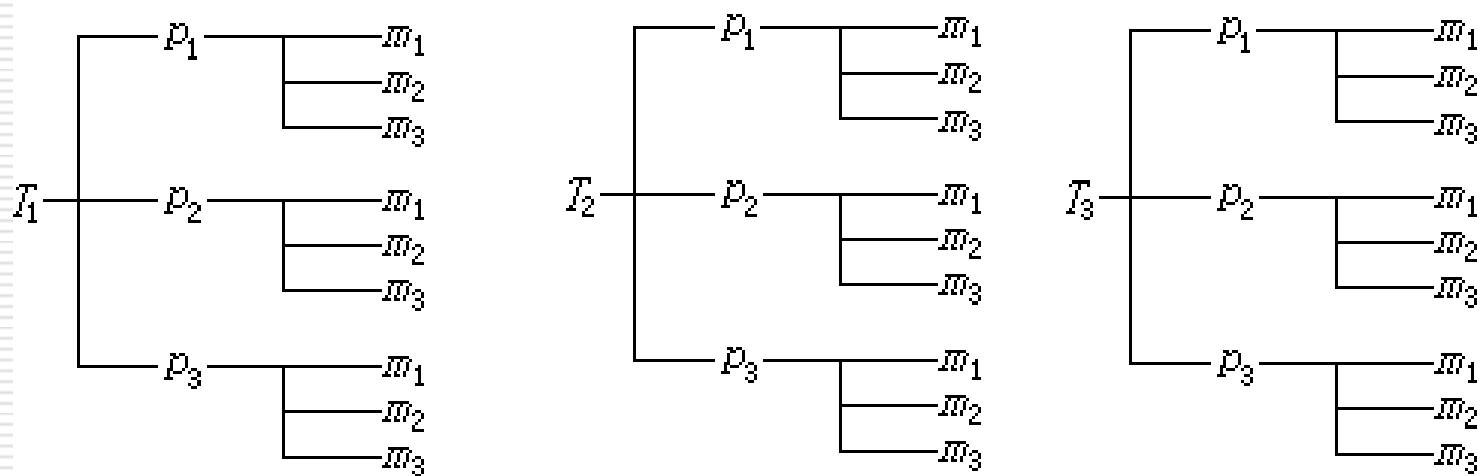 p₁ m₁ p₁ m₁ p₁ m₁
m₂ m₂ m₂
m₃ m₃ m₃
T₁ p₂ m₁ T₂ p₂ m₁ T₃ p₂ m₁
m₂ m₂ m₂
m₃ m₃ m₃
p₃ m₁ p₃ m₁ p₃ m₁
m₂ m₂ m₂
m₃ m₃ m₃